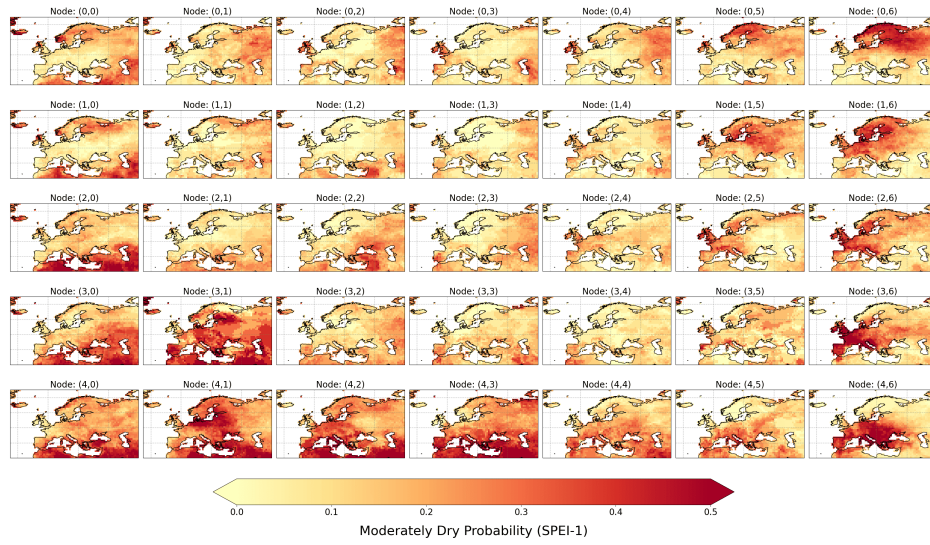 Node: (0,0) Node: (0,1) Node: (0,2) Node: (0,3) Node: (0,4) Node: (0,5) Node: (0,6)
Node: (1,0) Node: (1,1) Node: (1,2) Node: (1,3) Node: (1,4) Node: (1,5) Node: (1,6)
Node: (2,0) Node: (2,1) Node: (2,2) Node: (2,3) Node: (2,4) Node: (2,5) Node: (2,6)
Node: (3,0) Node: (3,1) Node: (3,2) Node: (3,3) Node: (3,4) Node: (3,5) Node: (3,6)
Node: (4,0) Node: (4,1) Node: (4,2) Node: (4,3) Node: (4,4) Node: (4,5) Node: (4,6)
0.0 0.1 0.2 0.3 0.4 0.5
Moderately Dry Probability (SPEI-1)